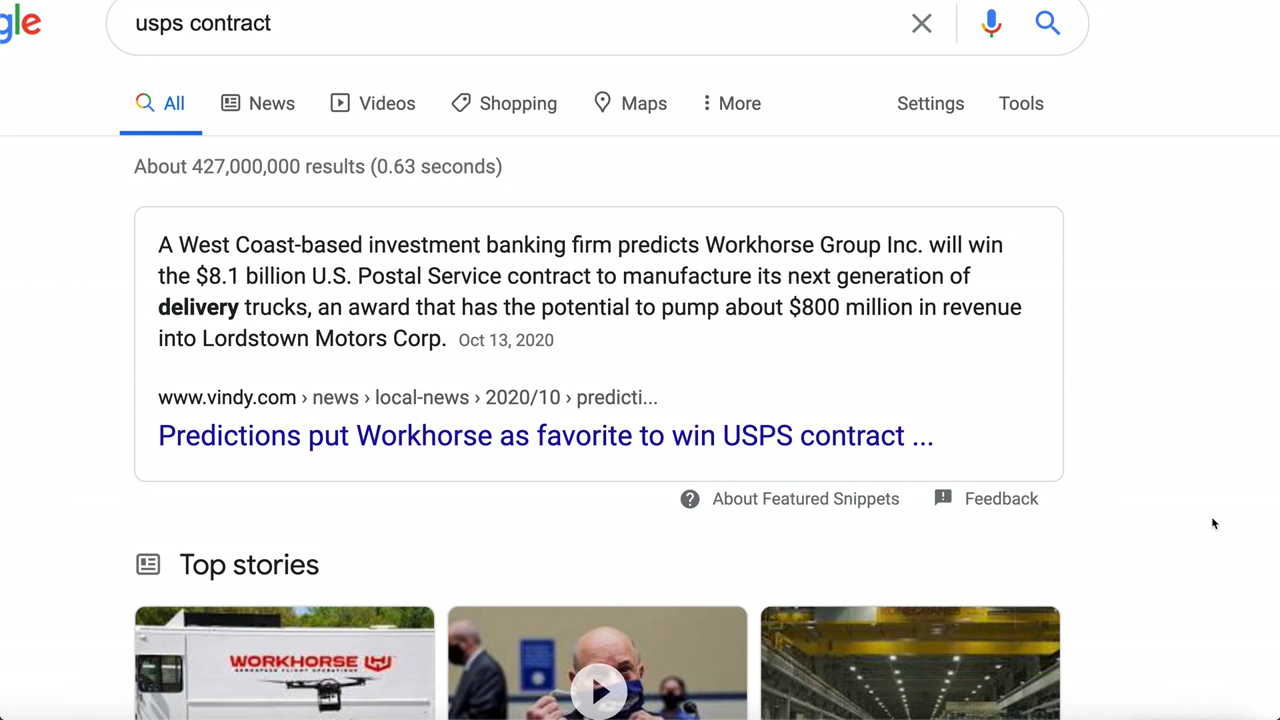 gle
usps contract
All News Videos Shopping Maps More Settings Tools
About 427,000,000 results (0.63 seconds)
A West Coast-based investment banking firm predicts Workhorse Group Inc. will win
the $8.1 billion U.S. Postal Service contract to manufacture its next generation of
delivery trucks, an award that has the potential to pump about $800 million in revenue
into Lordstown Motors Corp. Oct 13, 2020
www.vindy.com › news › local-news › 2020/10 › predicti...
Predictions put Workhorse as favorite to win USPS contract ...
About Featured Snippets Feedback
Top stories
WORKHORSE
AEROSPACE FLIGHT OPERATIONS